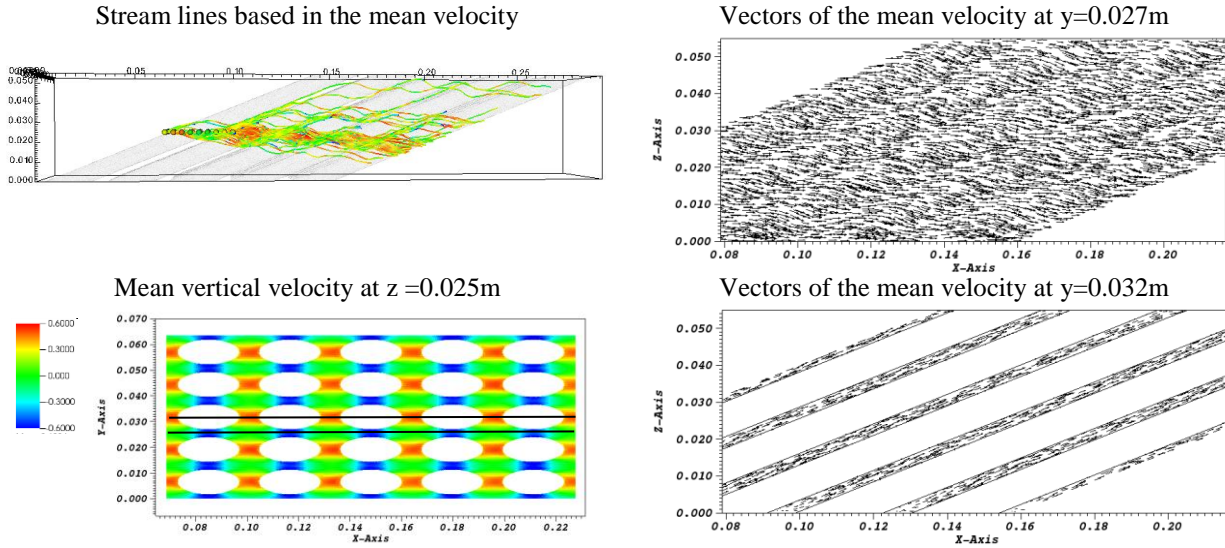 Stream lines based in the mean velocity
0.05 0.10 0.15 0.20 0.25
0.050
0.040
0.030
0.020
0.010
0.000
Vectors of the mean velocity at y=0.027m
0.050
0.040
0.030
0.020
0.010
0.000
Z-Axis
0.08 0.10 0.12 0.14 0.16 0.18 0.20
X-Axis
Mean vertical velocity at z =0.025m
0.6000
0.3000
0.000
-0.3000
-0.6000
0.070
0.060
0.050
0.040
0.030
0.020
0.010
0.000
Y-Axis
0.08 0.10 0.12 0.14 0.16 0.18 0.20 0.22
X-Axis
Vectors of the mean velocity at y=0.032m
0.050
0.040
0.030
0.020
0.010
0.000
Z-Axis
0.08 0.10 0.12 0.14 0.16 0.18 0.20
X-Axis